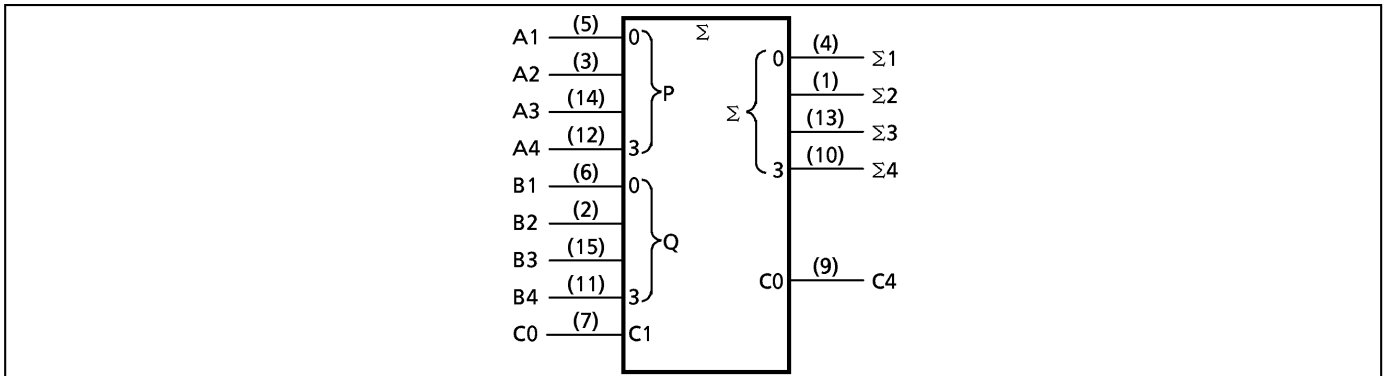 A1 (5) 0 Σ
0 (4) Σ1
A2 (3)
P
(1) Σ2
A3 (14)
Σ
(13) Σ3
A4 (12) 3
3 (10) Σ4
B1 (6) 0
B2 (2)
Q
B3 (15)
C0 (9) C4
B4 (11) 3
C0 (7) C1